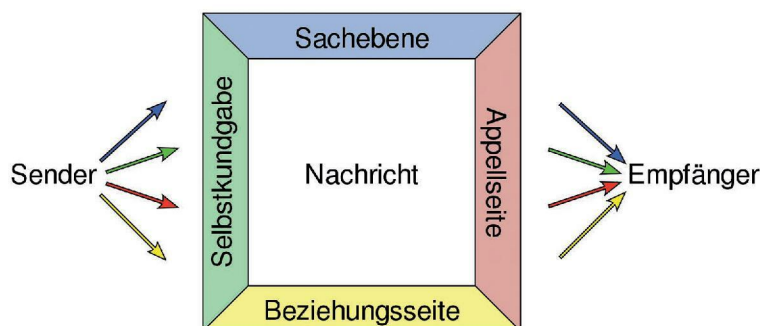 Sachebene
Sender
Selbstkundgabe
Nachricht
Appellseite
Empfänger
Beziehungsseite